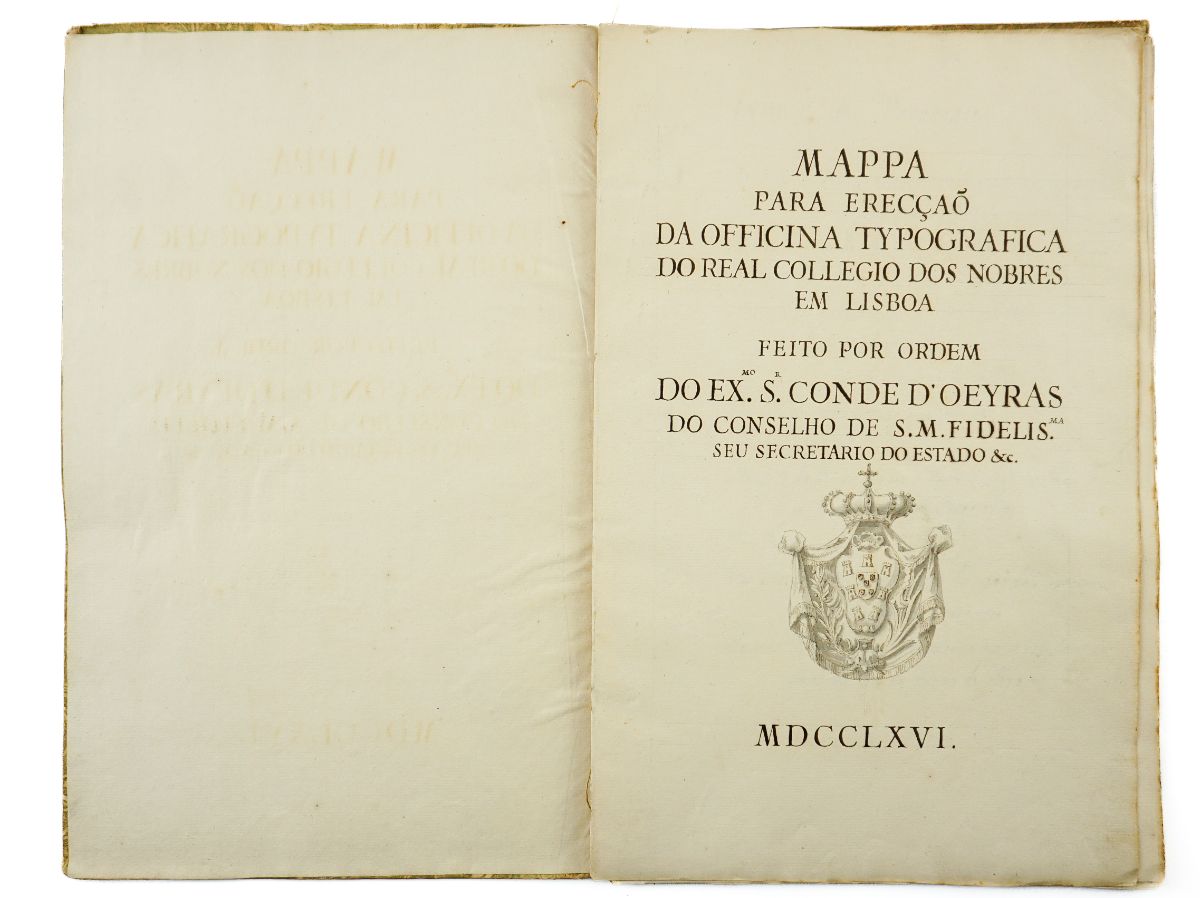 MAPPA
PARA ERECÇAÕ
DA OFFICINA TYPOGRAFICA
DO REAL COLLEGIO DOS NOBRES
EM LISBOA
FEITO POR ORDEM
DO EX.MO S.R CONDE D'OEYRAS
DO CONSELHO DE S.M.FIDELIS.MA
SEU SECRETARIO DO ESTADO &c.
MDCCLXVI.